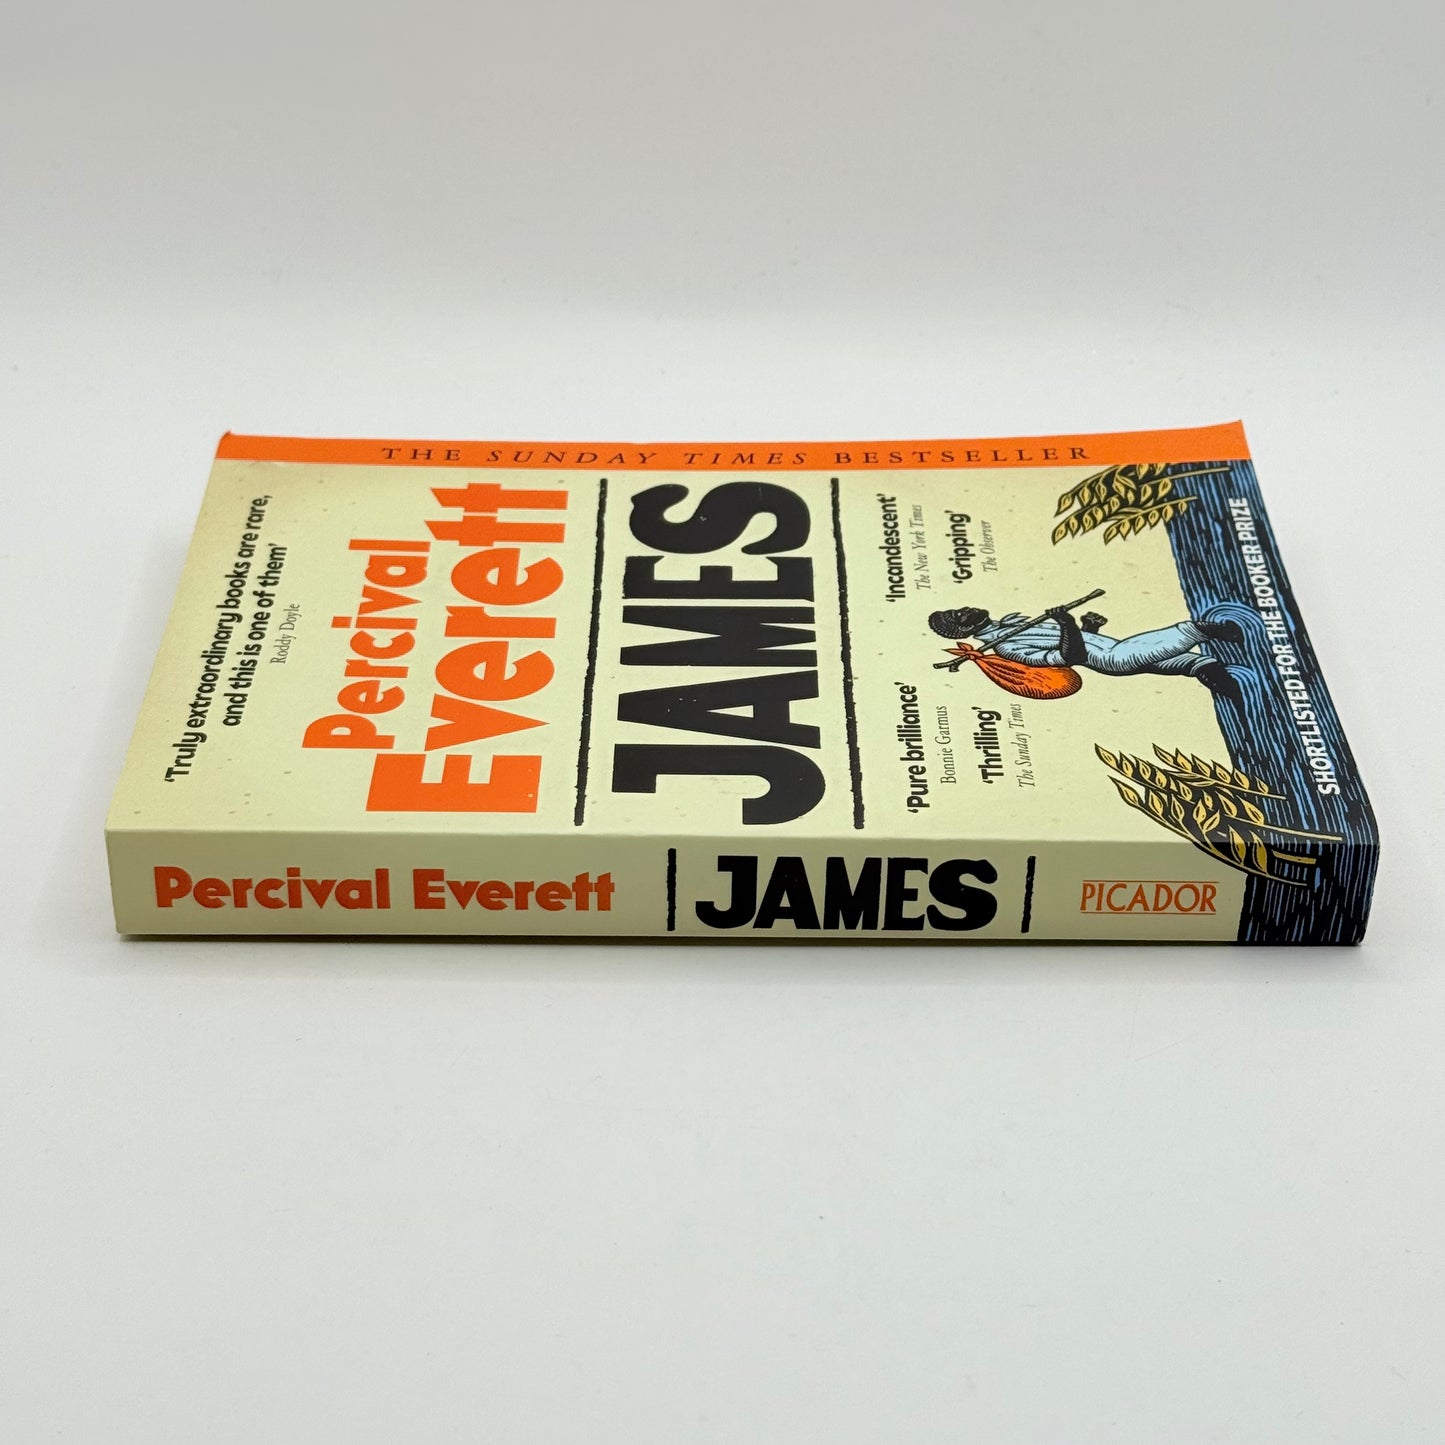 THE SUNDAY TIMES BESTSELLER
‘Truly extraordinary books are rare,
and this is one of them’
Roddy Doyle
Percival
Everett
JAMES
‘Pure brilliance’
Bonnie Garmus
‘Thrilling’
The Sunday Times
‘Incandescent’
The New York Times
‘Gripping’
The Observer
SHORTLISTED FOR THE BOOKER PRIZE
Percival Everett JAMES PICADOR